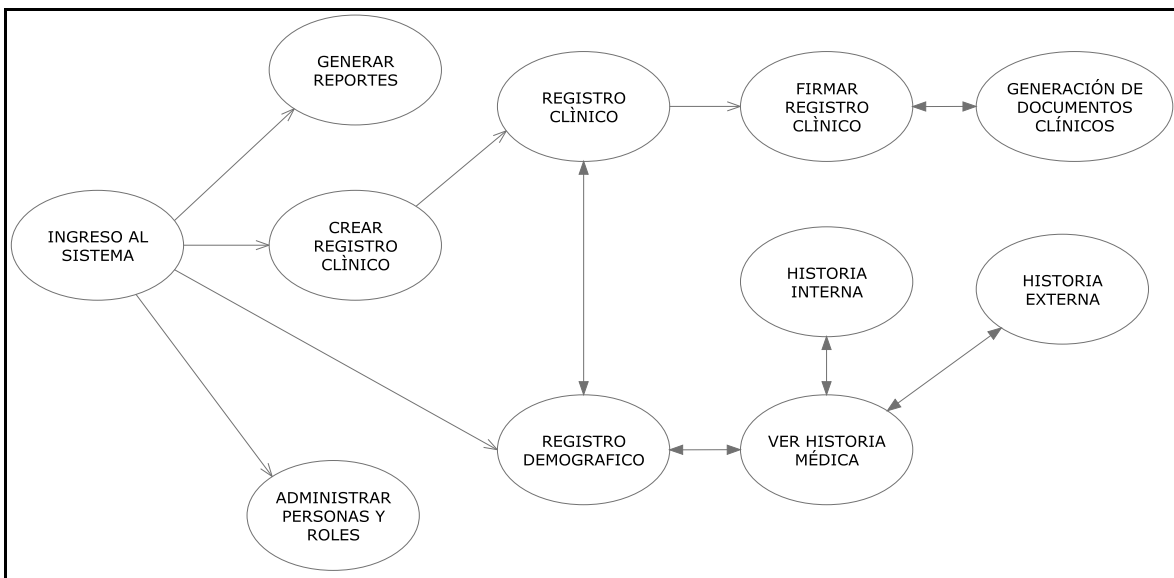 GENERAR
REPORTES
REGISTRO
CLÌNICO
FIRMAR
REGISTRO
CLÌNICO
GENERACIÓN DE
DOCUMENTOS
CLÍNICOS
INGRESO AL
SISTEMA
CREAR
REGISTRO
CLÌNICO
HISTORIA
INTERNA
HISTORIA
EXTERNA
REGISTRO
DEMOGRAFICO
VER HISTORIA
MÉDICA
ADMINISTRAR
PERSONAS Y
ROLES